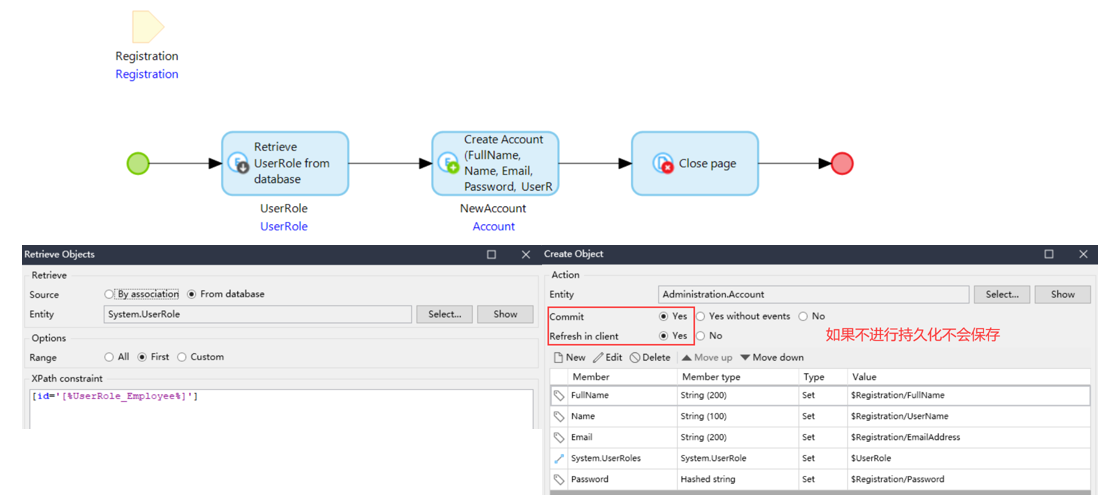 Registration
Registration
Retrieve
UserRole from
database
UserRole
UserRole
Create Account
(FullName,
Name, Email,
Password, UserR
NewAccount
Account
Close page
Retrieve Objects
Retrieve
Source By association From database
Entity System.UserRole Select... Show
Options
Range All First Custom
XPath constraint
[id='[%UserRole_Employee%]']
Create Object
Action
Entity Administration.Account Select... Show
Commit Yes Yes without events No
Refresh in client Yes No
如果不进行持久化不会保存
New Edit Delete Move up Move down
Member Member type Type Value
FullName String (200) Set $Registration/FullName
Name String (100) Set $Registration/UserName
Email String (200) Set $Registration/EmailAddress
System.UserRoles System.UserRole Set $UserRole
Password Hashed string Set $Registration/Password